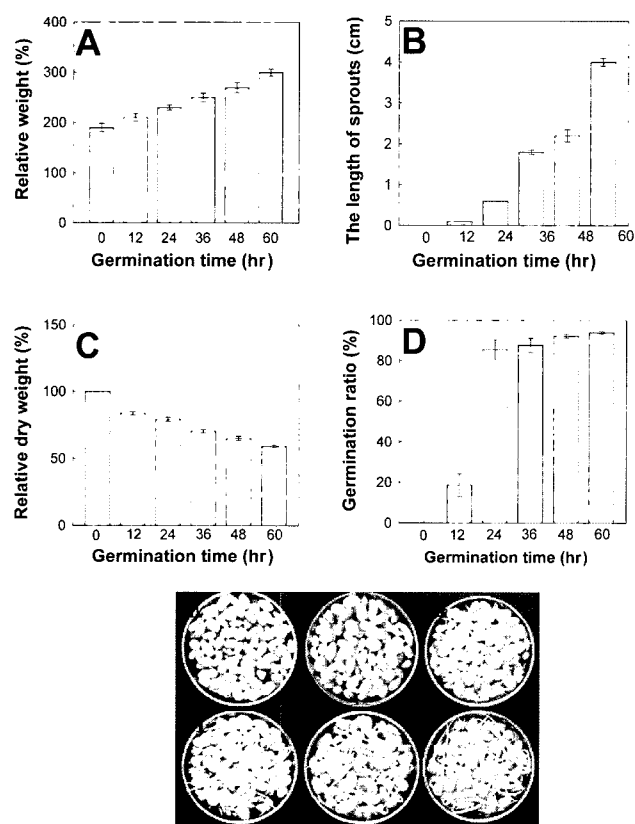 A
Relative weight (%)
400
300
200
100
0
0 12 24 36 48 60
Germination time (hr)
B
The length of sprouts (cm)
5
4
3
2
1
0
0 12 24 36 48 60
Germination time (hr)
C
Relative dry weight (%)
150
100
50
0
0 12 24 36 48 60
Germination time (hr)
D
Germination ratio (%)
100
80
60
40
20
0
0 12 24 36 48 60
Germination time (hr)